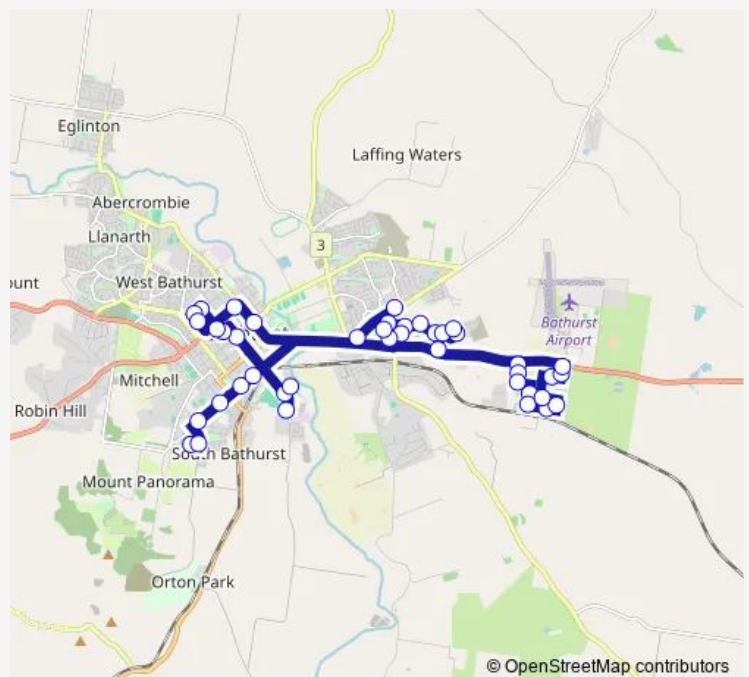 Eglinton
Laffing Waters
Abercrombie
Llanarth
3
ount
West Bathurst
Bathurst
Airport
Mitchell
Robin Hill
South Bathurst
Mount Panorama
Orton Park
© OpenStreetMap contributors